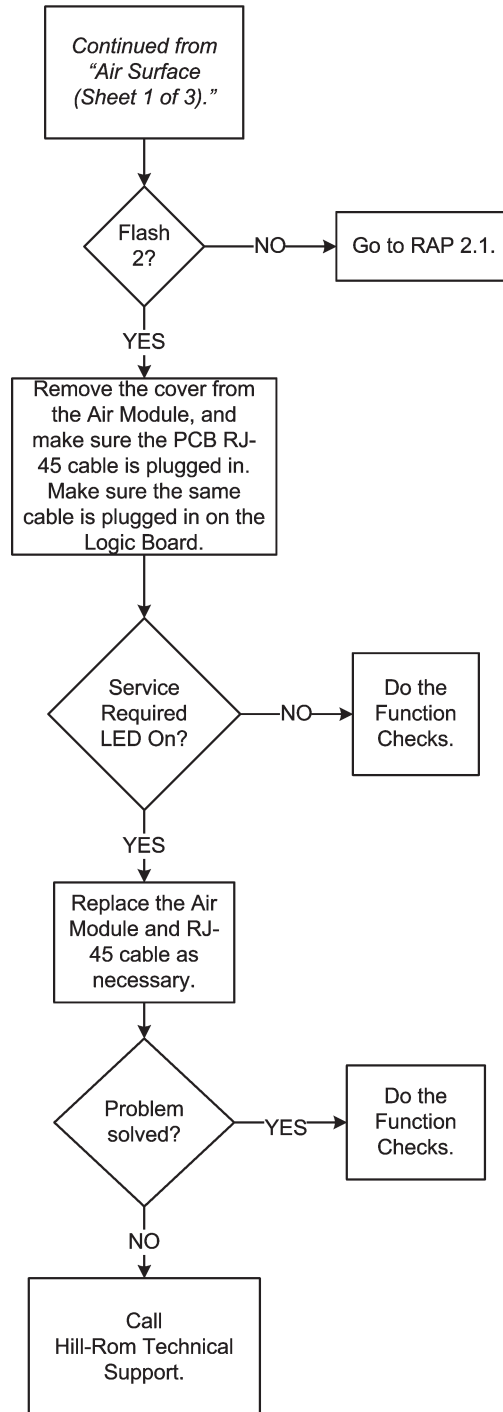 Continued from
“Air Surface
(Sheet 1 of 3).”
Flash
2?
NO
Go to RAP 2.1.
YES
Remove the cover from
the Air Module, and
make sure the PCB RJ-
45 cable is plugged in.
Make sure the same
cable is plugged in on the
Logic Board.
Service
Required
LED On?
NO
Do the
Function
Checks.
YES
Replace the Air
Module and RJ-
45 cable as
necessary.
Problem
solved?
YES
Do the
Function
Checks.
NO
Call
Hill-Rom Technical
Support.